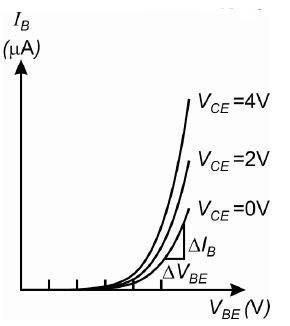 I_B
(μA)
V_CE =4V
V_CE =2V
V_CE =0V
ΔI_B
ΔV_BE
V_BE (V)